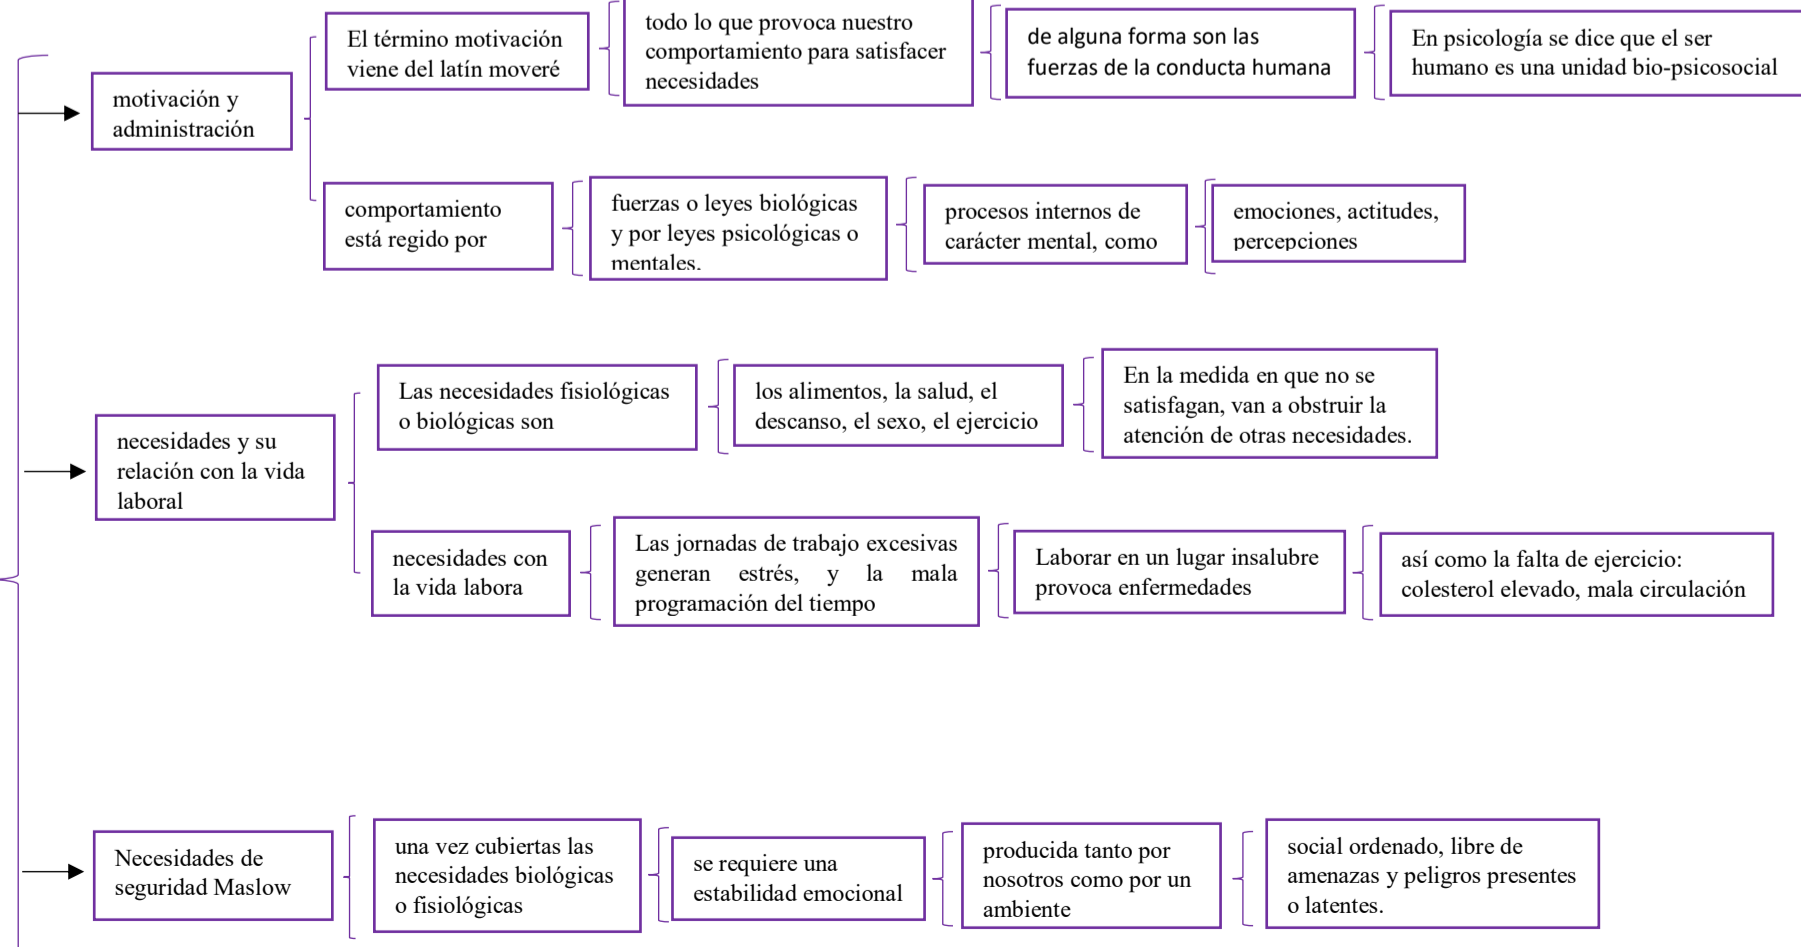 motivación y
administración
El término motivación
viene del latín moveré
todo lo que provoca nuestro
comportamiento para satisfacer
necesidades
de alguna forma son las
fuerzas de la conducta humana
En psicología se dice que el ser
humano es una unidad bio-psicosocial
comportamiento
está regido por
fuerzas o leyes biológicas
y por leyes psicológicas o
mentales.
procesos internos de
carácter mental, como
emociones, actitudes,
percepciones
necesidades y su
relación con la vida
laboral
Las necesidades fisiológicas
o biológicas son
los alimentos, la salud, el
descanso, el sexo, el ejercicio
En la medida en que no se
satisfagan, van a obstruir la
atención de otras necesidades.
necesidades con
la vida labora
Las jornadas de trabajo excesivas
generan estrés, y la mala
programación del tiempo
Laborar en un lugar insalubre
provoca enfermedades
así como la falta de ejercicio:
colesterol elevado, mala circulación
Necesidades de
seguridad Maslow
una vez cubiertas las
necesidades biológicas
o fisiológicas
se requiere una
estabilidad emocional
producida tanto por
nosotros como por un
ambiente
social ordenado, libre de
amenazas y peligros presentes
o latentes.